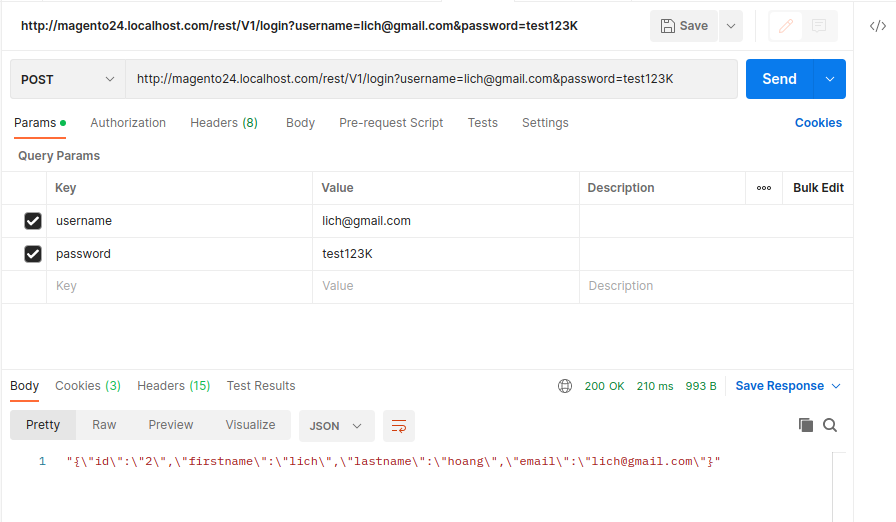 http://magento24.localhost.com/rest/V1/login?username=lich@gmail.com&password=test123K Save </>
POST http://magento24.localhost.com/rest/V1/login?username=lich@gmail.com&password=test123K Send
Params Authorization Headers (8) Body Pre-request Script Tests Settings Cookies
Query Params
Key Value Description ooo Bulk Edit
username lich@gmail.com
password test123K
Key Value Description
Body Cookies (3) Headers (15) Test Results 200 OK 210 ms 993 B Save Response
Pretty Raw Preview Visualize JSON
1 "{\"id\":\"2\",\"firstname\":\"lich\",\"lastname\":\"hoang\",\"email\":\"lich@gmail.com\"}"